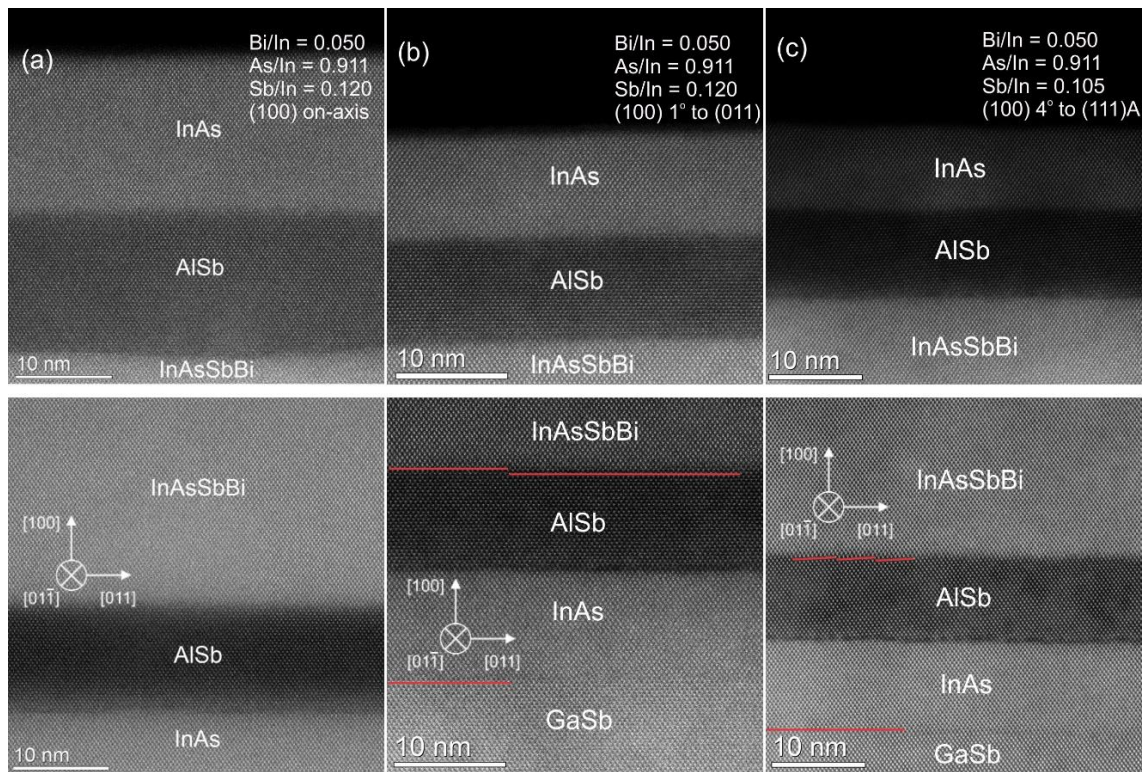 (a)
Bi/In = 0.050
As/In = 0.911
Sb/In = 0.120
(100) on-axis
InAs
AlSb
10 nm
InAsSbBi
(b)
Bi/In = 0.050
As/In = 0.911
Sb/In = 0.120
(100) 1° to (011)
InAs
AlSb
10 nm
InAsSbBi
(c)
Bi/In = 0.050
As/In = 0.911
Sb/In = 0.105
(100) 4° to (111)A
InAs
AlSb
InAsSbBi
10 nm
InAsSbBi
[100]
[011̄] [011]
AlSb
InAs
10 nm
InAsSbBi
AlSb
[100]
InAs
[011̄] [011]
GaSb
10 nm
[100]
InAsSbBi
[011̄] [011]
AlSb
InAs
10 nm
GaSb